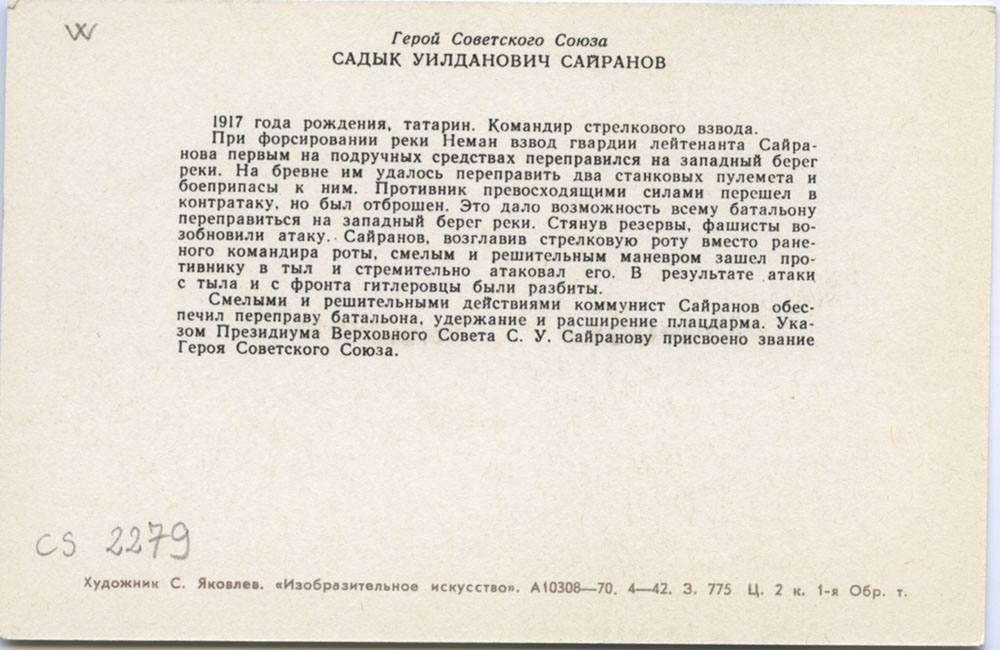 W
Герой Советского Союза
САДЫК УИЛДАНОВИЧ САЙРАНОВ
1917 года рождения, татарин. Командир стрелкового взвода.
При форсировании реки Неман взвод гвардии лейтенанта Сайра-
нова первым на подручных средствах переправился на западный берег
реки. На бревне им удалось переправить два станковых пулемета и
боеприпасы к ним. Противник превосходящими силами перешел в
контратаку, но был отброшен. Это дало возможность всему батальону
переправиться на западный берег реки. Стянув резервы, фашисты во-
зобновили атаку. Сайранов, возглавив стрелковую роту вместо ране-
ного командира роты, смелым и решительным маневром зашел про-
тивнику в тыл и стремительно атаковал его. В результате атаки
с тыла и с фронта гитлеровцы были разбиты.
Смелыми и решительными действиями коммунист Сайранов обес-
печил переправу батальона, удержание и расширение плацдарма. Ука-
зом Президиума Верховного Совета С. У. Сайранову присвоено звание
Героя Советского Союза.
CS 2279
Художник С. Яковлев. «Изобразительное искусство». А10308—70. 4—42. З. 775 Ц. 2 к. 1-я Обр. т.